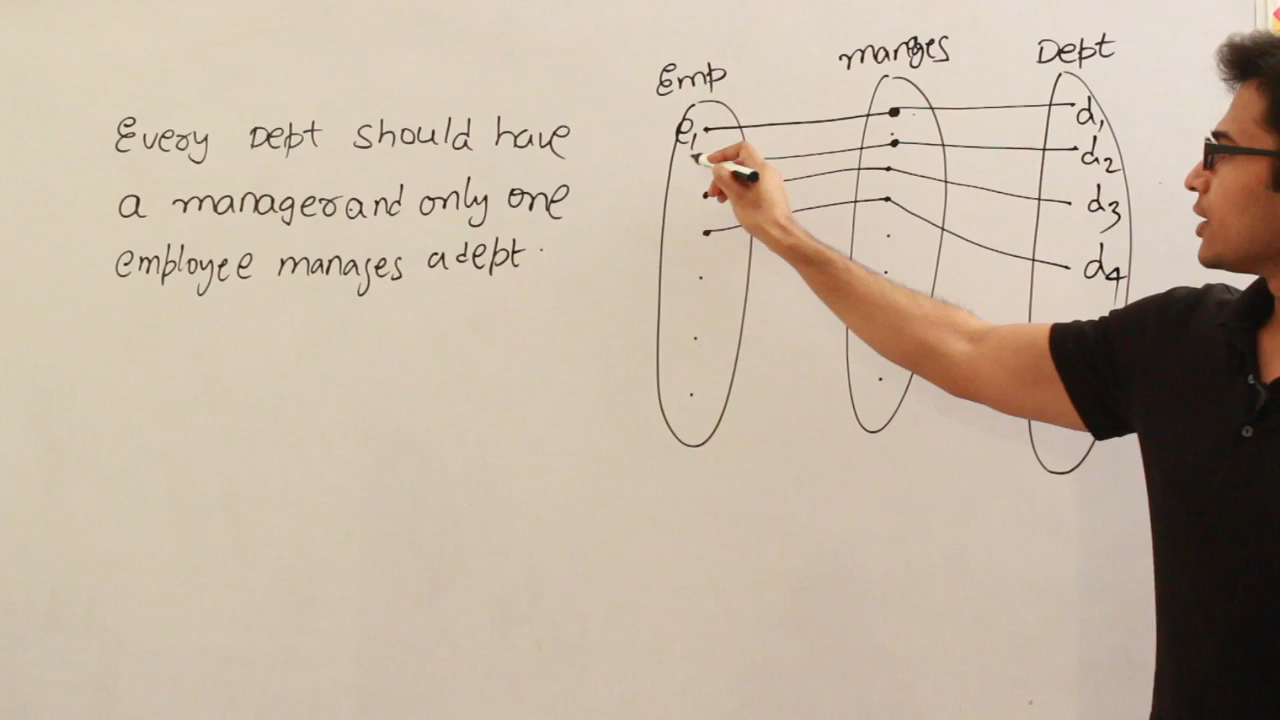 Every Dept should have
a manager and only one
employee manages a dept.
Emp
manages
Dept
e1
d1
d2
d3
d4